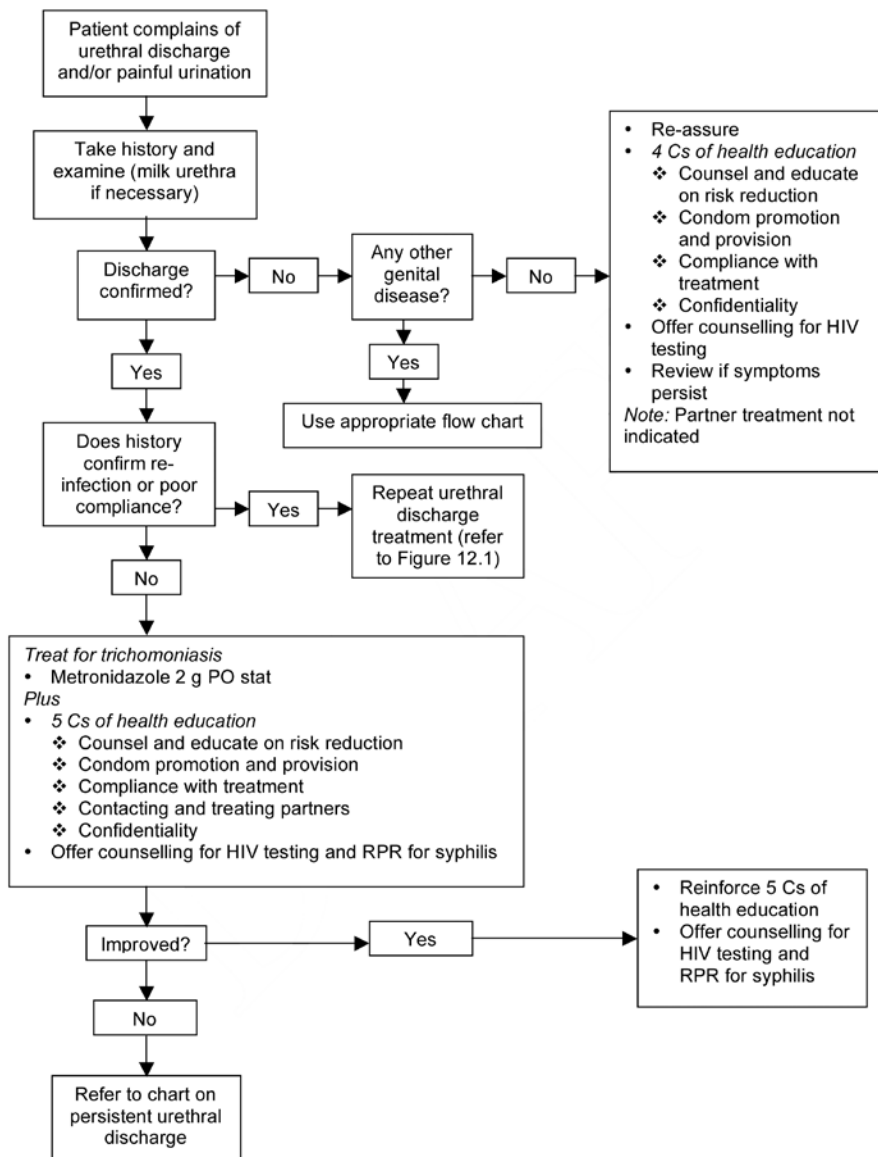 Patient complains of
urethral discharge
and/or painful urination
Take history and
examine (milk urethra
if necessary)
Discharge
confirmed?
No
Any other
genital
disease?
No
• Re-assure
• 4 Cs of health education
❖ Counsel and educate
on risk reduction
❖ Condom promotion
and provision
❖ Compliance with
treatment
❖ Confidentiality
• Offer counselling for HIV
testing
• Review if symptoms
persist
Note: Partner treatment not
indicated
Yes
Yes
Use appropriate flow chart
Does history
confirm re-
infection or poor
compliance?
Yes
Repeat urethral
discharge
treatment (refer
to Figure 12.1)
No
Treat for trichomoniasis
• Metronidazole 2 g PO stat
Plus
• 5 Cs of health education
❖ Counsel and educate on risk reduction
❖ Condom promotion and provision
❖ Compliance with treatment
❖ Contacting and treating partners
❖ Confidentiality
• Offer counselling for HIV testing and RPR for syphilis
Improved?
Yes
• Reinforce 5 Cs of
health education
• Offer counselling for
HIV testing and
RPR for syphilis
No
Refer to chart on
persistent urethral
discharge